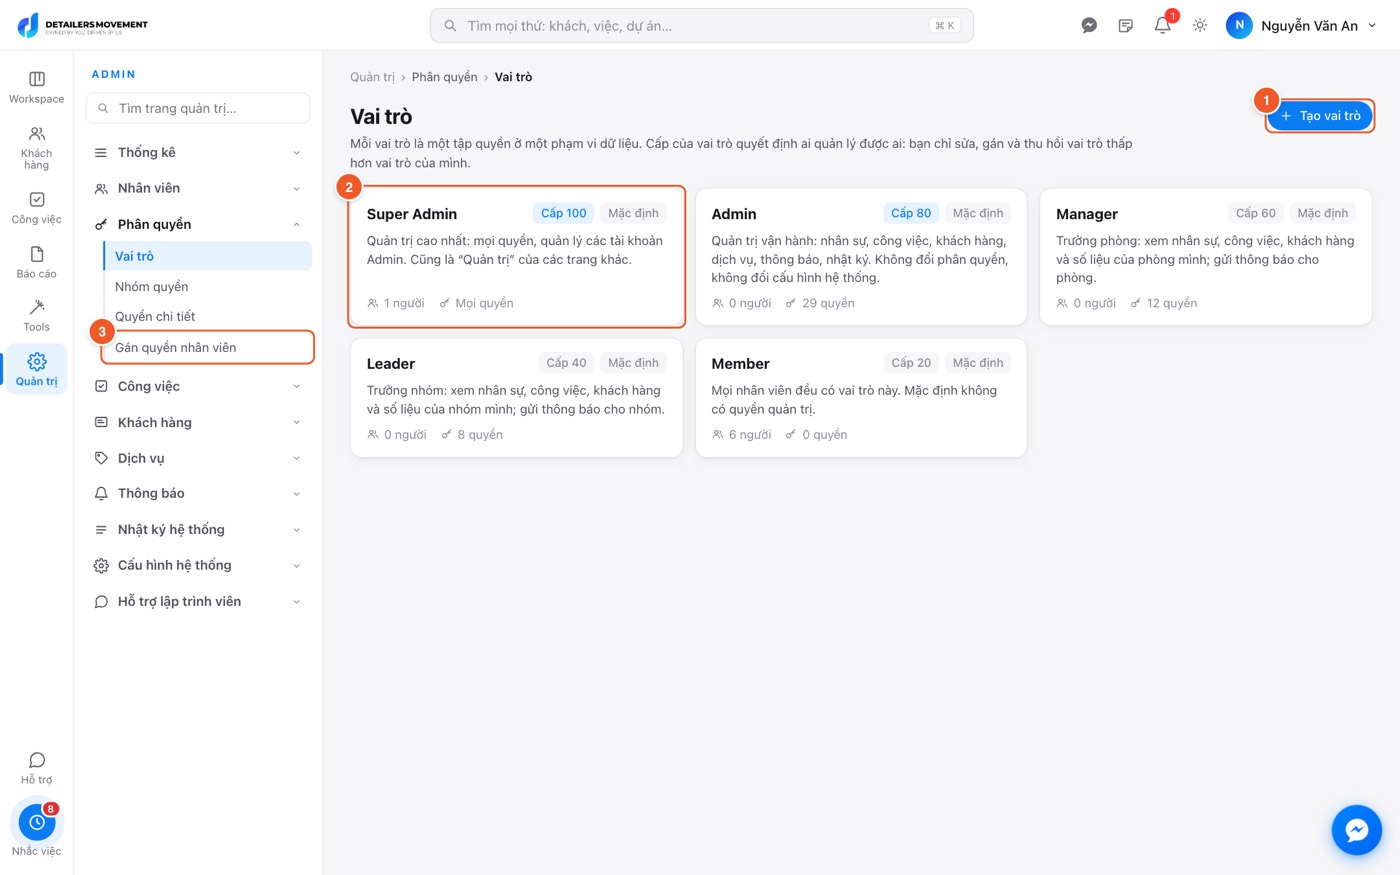 DETAILERS MOVEMENT
OWNED BY YOU, DRIVEN BY US
Tìm mọi thứ: khách, việc, dự án...
⌘ K
1
N
Nguyễn Văn An
Workspace
Khách hàng
Công việc
Báo cáo
Tools
Quản trị
Hỗ trợ
8
Nhắc việc
ADMIN
Tìm trang quản trị...
Thống kê
Nhân viên
Phân quyền
Vai trò
Nhóm quyền
Quyền chi tiết
3
Gán quyền nhân viên
Công việc
Khách hàng
Dịch vụ
Thông báo
Nhật ký hệ thống
Cấu hình hệ thống
Hỗ trợ lập trình viên
Quản trị › Phân quyền › Vai trò
Vai trò
Mỗi vai trò là một tập quyền ở một phạm vi dữ liệu. Cấp của vai trò quyết định ai quản lý được ai: bạn chỉ sửa, gán và thu hồi vai trò thấp
hơn vai trò của mình.
1
+ Tạo vai trò
2
Super Admin Cấp 100 Mặc định
Quản trị cao nhất: mọi quyền, quản lý các tài khoản
Admin. Cũng là “Quản trị” của các trang khác.
1 người Mọi quyền
Admin Cấp 80 Mặc định
Quản trị vận hành: nhân sự, công việc, khách hàng,
dịch vụ, thông báo, nhật ký. Không đổi phân quyền,
không đổi cấu hình hệ thống.
0 người 29 quyền
Manager Cấp 60 Mặc định
Trưởng phòng: xem nhân sự, công việc, khách hàng
và số liệu của phòng mình; gửi thông báo cho
phòng.
0 người 12 quyền
Leader Cấp 40 Mặc định
Trưởng nhóm: xem nhân sự, công việc, khách hàng
và số liệu của nhóm mình; gửi thông báo cho nhóm.
0 người 8 quyền
Member Cấp 20 Mặc định
Mọi nhân viên đều có vai trò này. Mặc định không
có quyền quản trị.
6 người 0 quyền